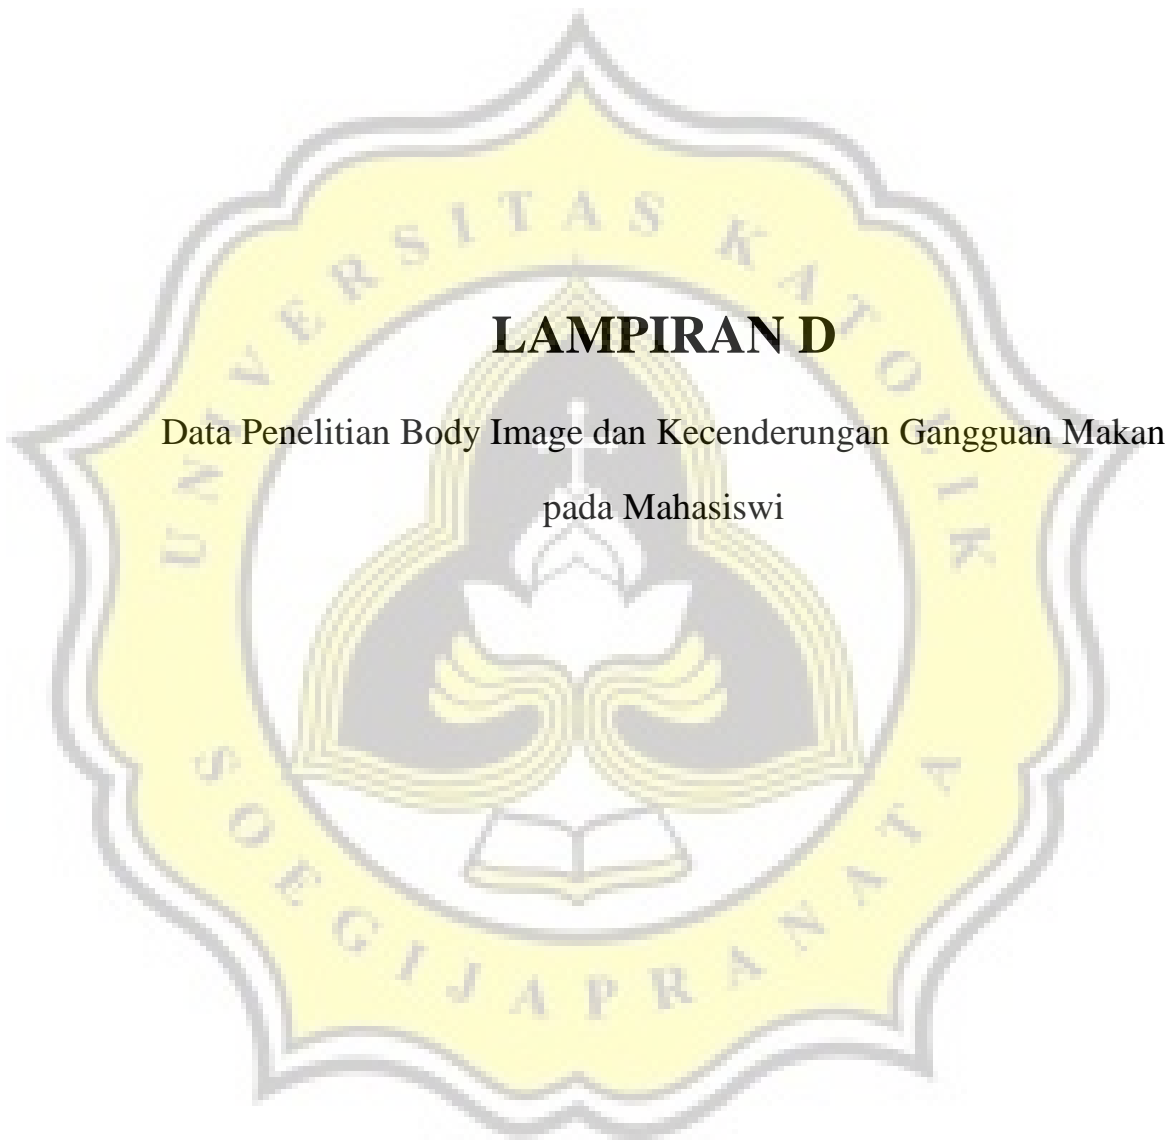 UNIVERSITAS KATOLIK
LAMPIRAN D
Data Penelitian Body Image dan Kecenderungan Gangguan Makan
pada Mahasiswi
SOEGIJAPRANATA